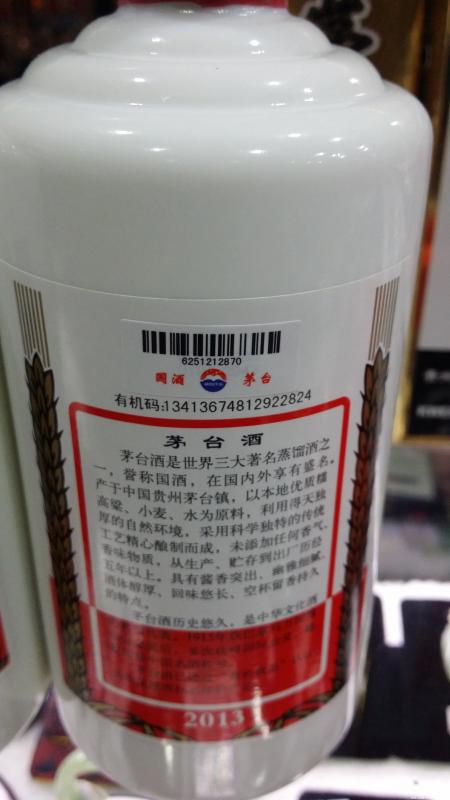 6251212870
国酒 茅台
有机码:13413674812922824
茅台酒
茅台酒是世界三大著名蒸馏酒之
一，誉称国酒，在国内外享有盛名。
产于中国贵州茅台镇，以本地优质糯
高粱、小麦、水为原料，利用得天独
厚的自然环境，采用科学独特的传统
工艺精心酿制而成，未添加任何香气、
香味物质，从生产、贮存到出厂历经
五年以上。具有酱香突出、幽雅细腻、
酒体醇厚、回味悠长、空杯留香持久
的特点。
茅台酒历史悠久，是中华文化酒
2013